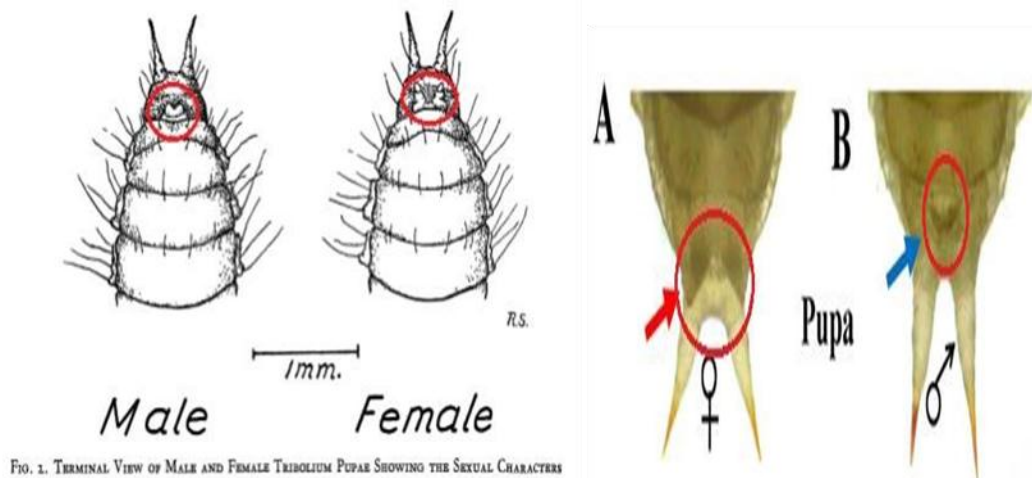 R.S.
1mm.
Male Female
FIG. 2. TERMINAL VIEW OF MALE AND FEMALE TRIBOLIUM PUPAE SHOWING THE SEXUAL CHARACTERS
A
B
Pupa
♀
♂